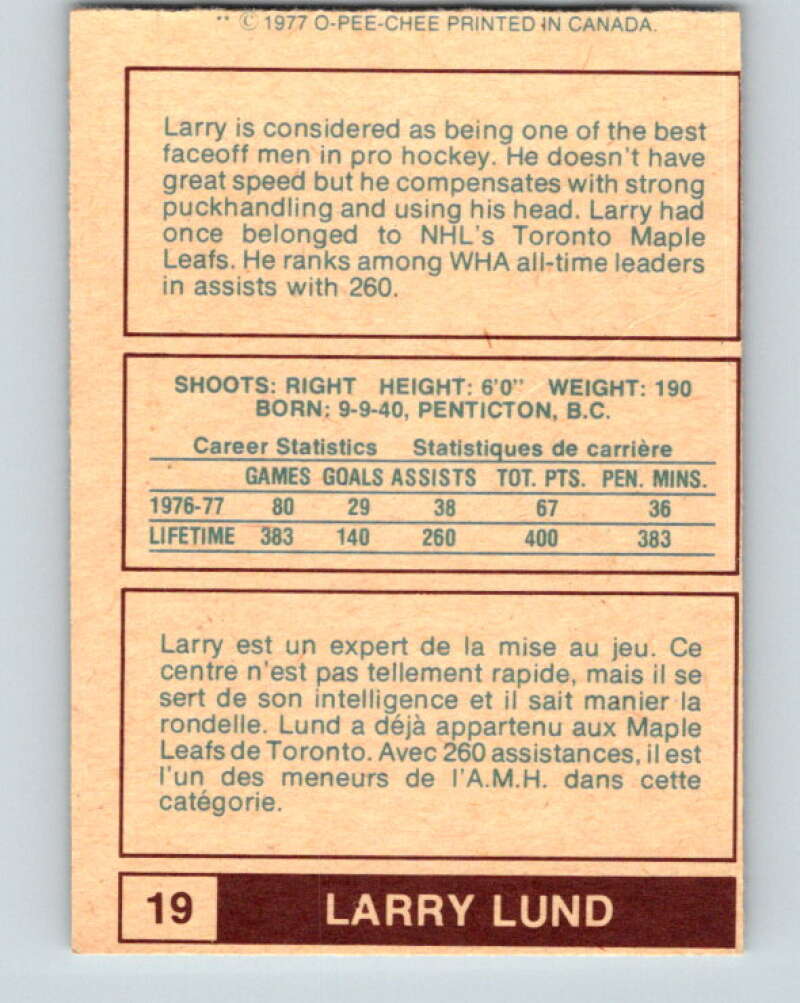 ** © 1977 O-PEE-CHEE PRINTED IN CANADA.
Larry is considered as being one of the best
faceoff men in pro hockey. He doesn't have
great speed but he compensates with strong
puckhandling and using his head. Larry had
once belonged to NHL's Toronto Maple
Leafs. He ranks among WHA all-time leaders
in assists with 260.
SHOOTS: RIGHT HEIGHT: 6'0" WEIGHT: 190
BORN: 9-9-40, PENTICTON, B.C.
Career Statistics Statistiques de carrière
GAMES GOALS ASSISTS TOT. PTS. PEN. MINS.
1976-77 80 29 38 67 36
LIFETIME 383 140 260 400 383
Larry est un expert de la mise au jeu. Ce
centre n'est pas tellement rapide, mais il se
sert de son intelligence et il sait manier la
rondelle. Lund a déjà appartenu aux Maple
Leafs de Toronto. Avec 260 assistances, il est
l'un des meneurs de l'A.M.H. dans cette
catégorie.
19 LARRY LUND